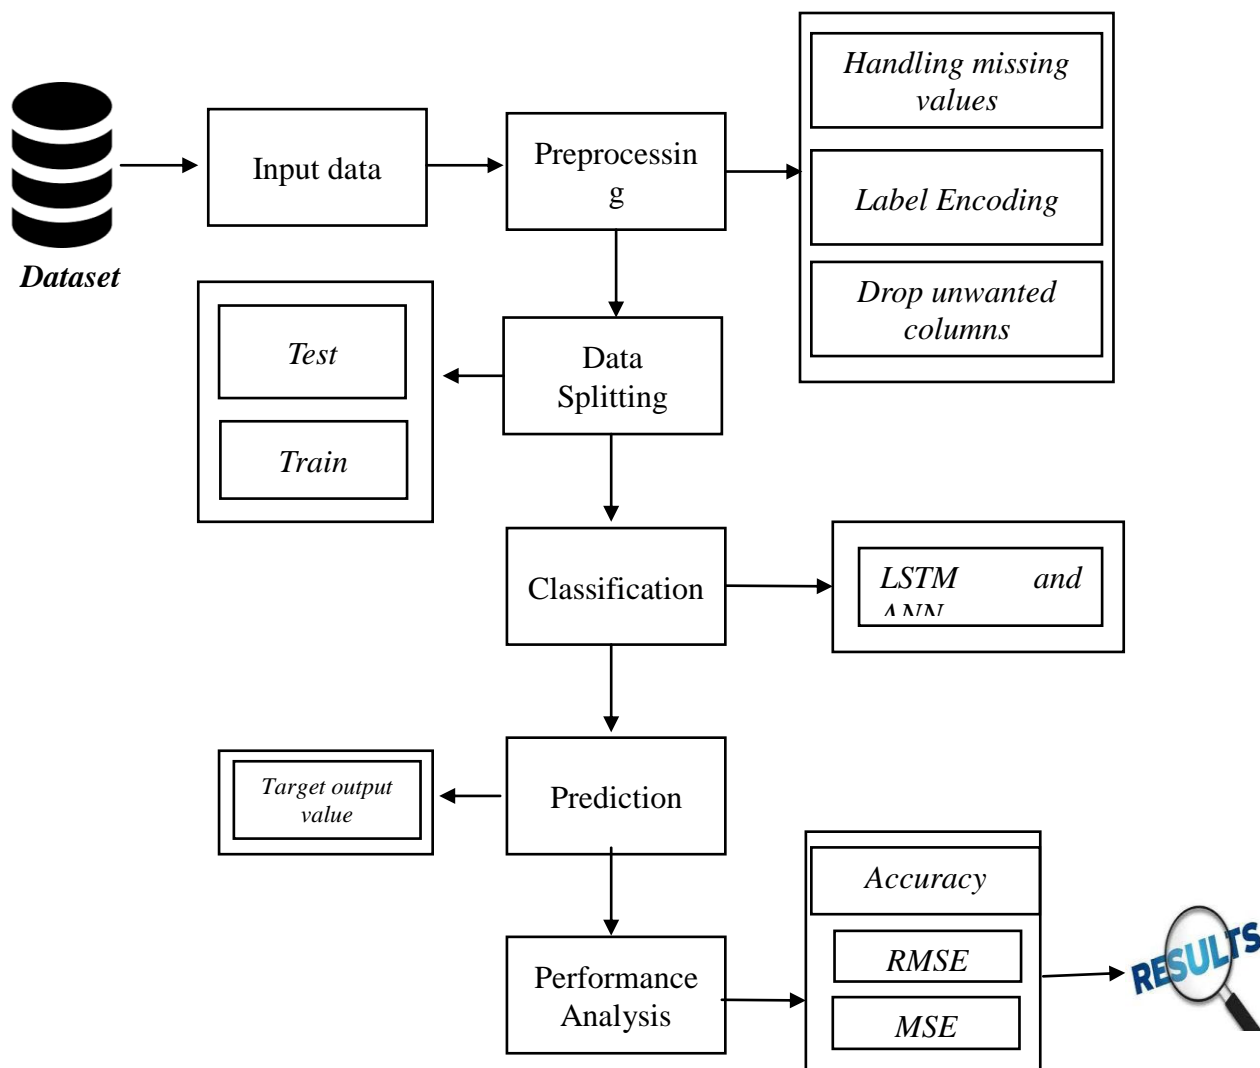 Handling missing
values
Input data
Preprocessin
g
Label Encoding
Dataset
Drop unwanted
columns
Test
Train
Data
Splitting
Classification
LSTM and
ANN
Prediction
Target output
value
Performance
Analysis
Accuracy
RMSE
MSE
RESULTS